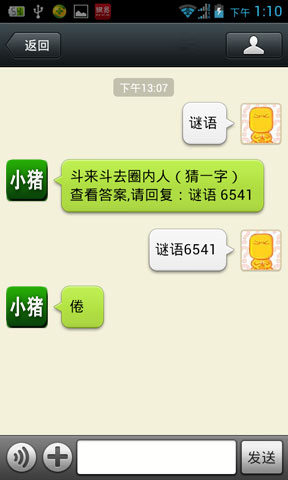 下午 1:10
返回
下午13:07
谜语
小猪
斗来斗去圈内人（猜一字）
查看答案,请回复：谜语 6541
谜语6541
小猪
倦
发送